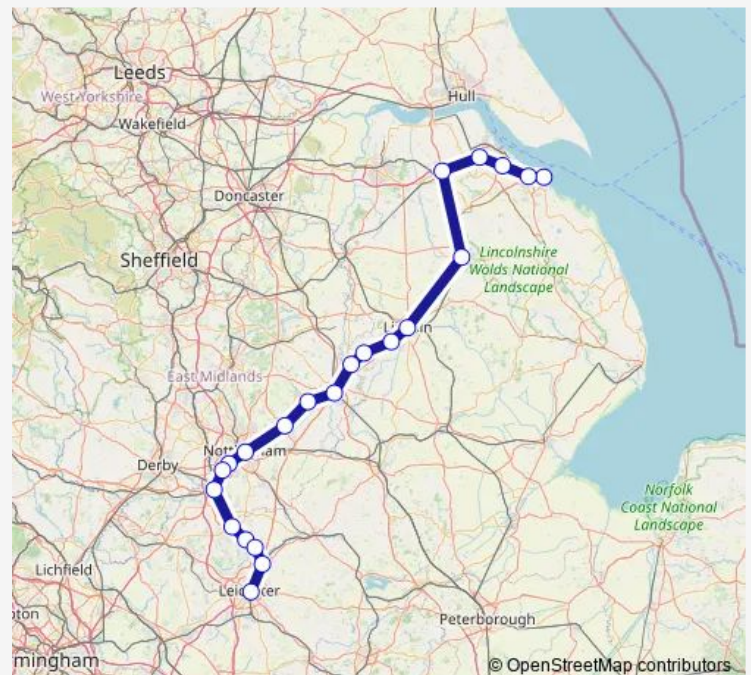 Leeds
Hull
West Yorkshire
Wakefield
Doncaster
Sheffield
Lincolnshire
Wolds National
Landscape
East Midlands
Derby
Norfolk
Coast National
Landscape
Lichfield
Peterborough
mingham
© OpenStreetMap contributors